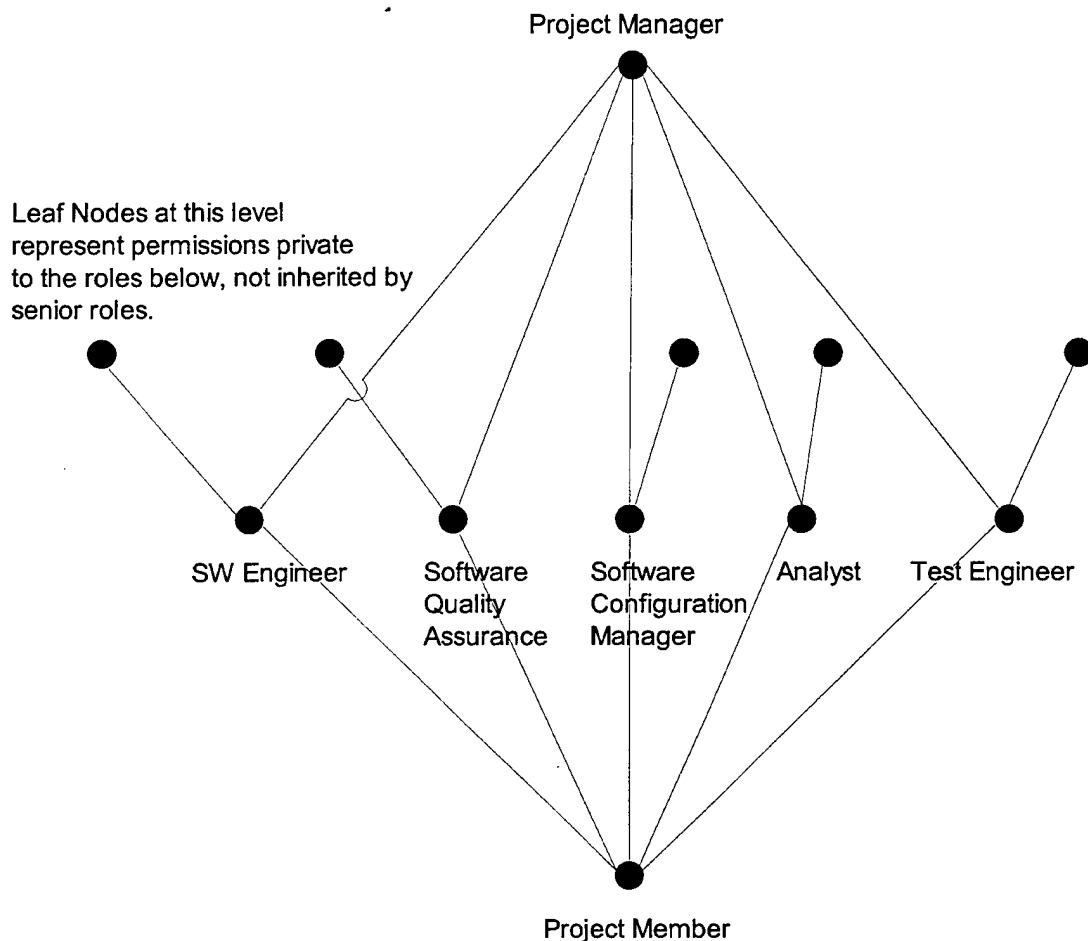 Project Manager
Leaf Nodes at this level
represent permissions private
to the roles below, not inherited by
senior roles.
SW Engineer
Software
Quality
Assurance
Software
Configuration
Manager
Analyst
Test Engineer
Project Member